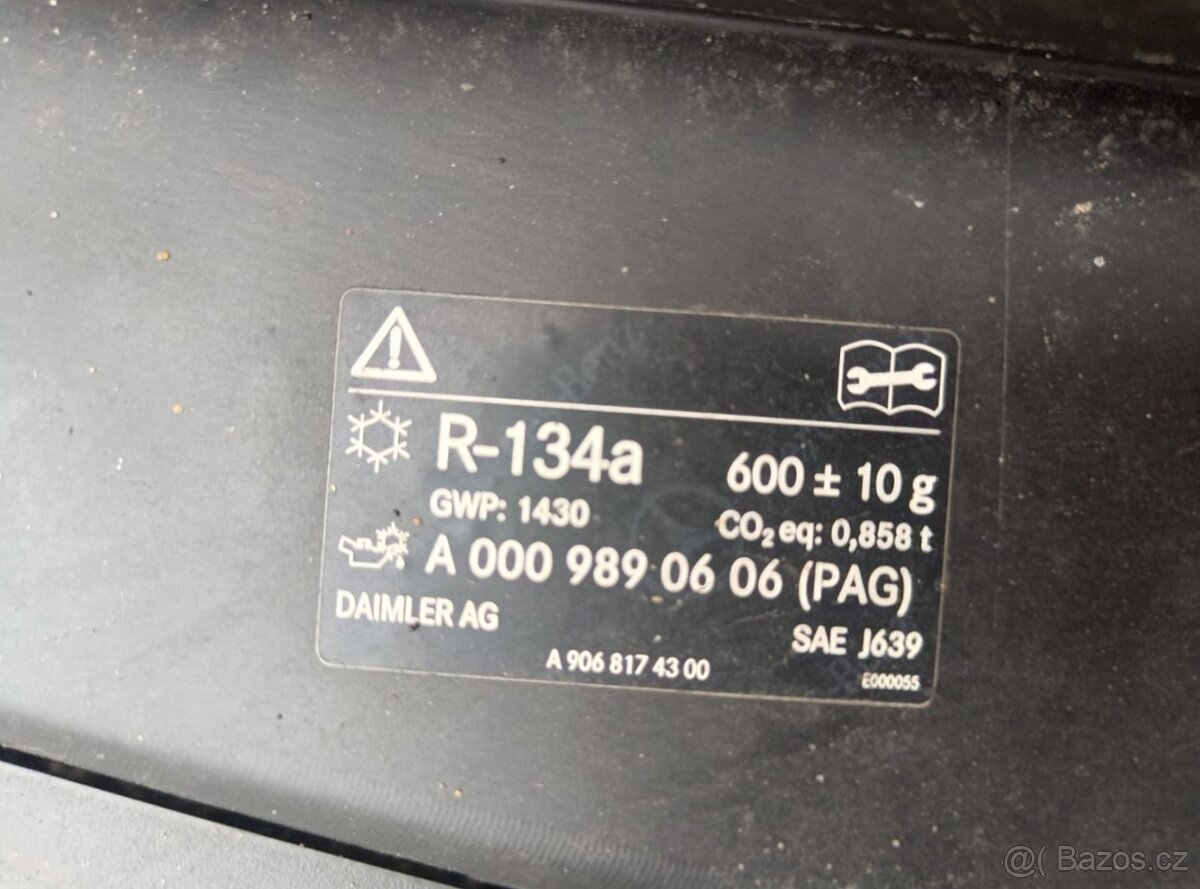 R-134a 600 ± 10 g
GWP: 1430 CO₂ eq: 0,858 t
A 000 989 06 06 (PAG)
DAIMLER AG SAE J639
A 906 817 43 00 E000055
@( Bazos.cz